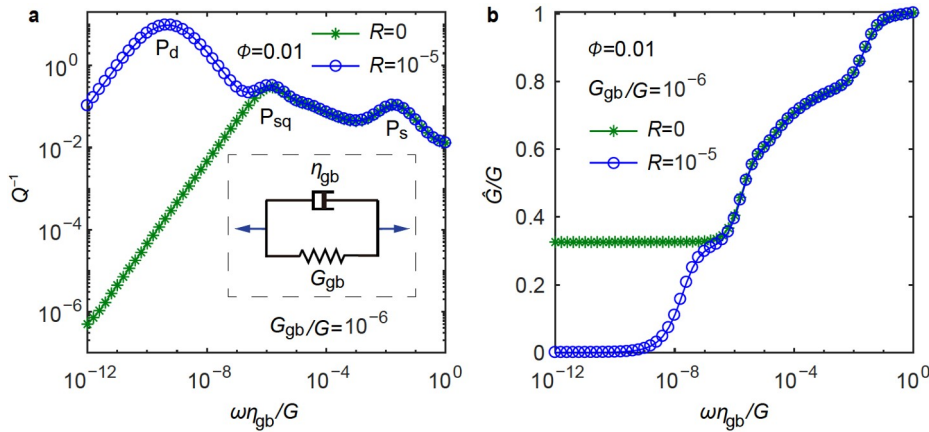 a
Q⁻¹
10⁰
10⁻²
10⁻⁴
10⁻⁶
P_d
Φ=0.01
R=0
R=10⁻⁵
P_sq
P_s
η_gb
G_gb
G_gb/G=10⁻⁶
10⁻¹² 10⁻⁸ 10⁻⁴ 10⁰
ωη_gb/G
b
Ĝ/G
1
0.8
0.6
0.4
0.2
0
Φ=0.01
G_gb/G=10⁻⁶
R=0
R=10⁻⁵
10⁻¹² 10⁻⁸ 10⁻⁴ 10⁰
ωη_gb/G